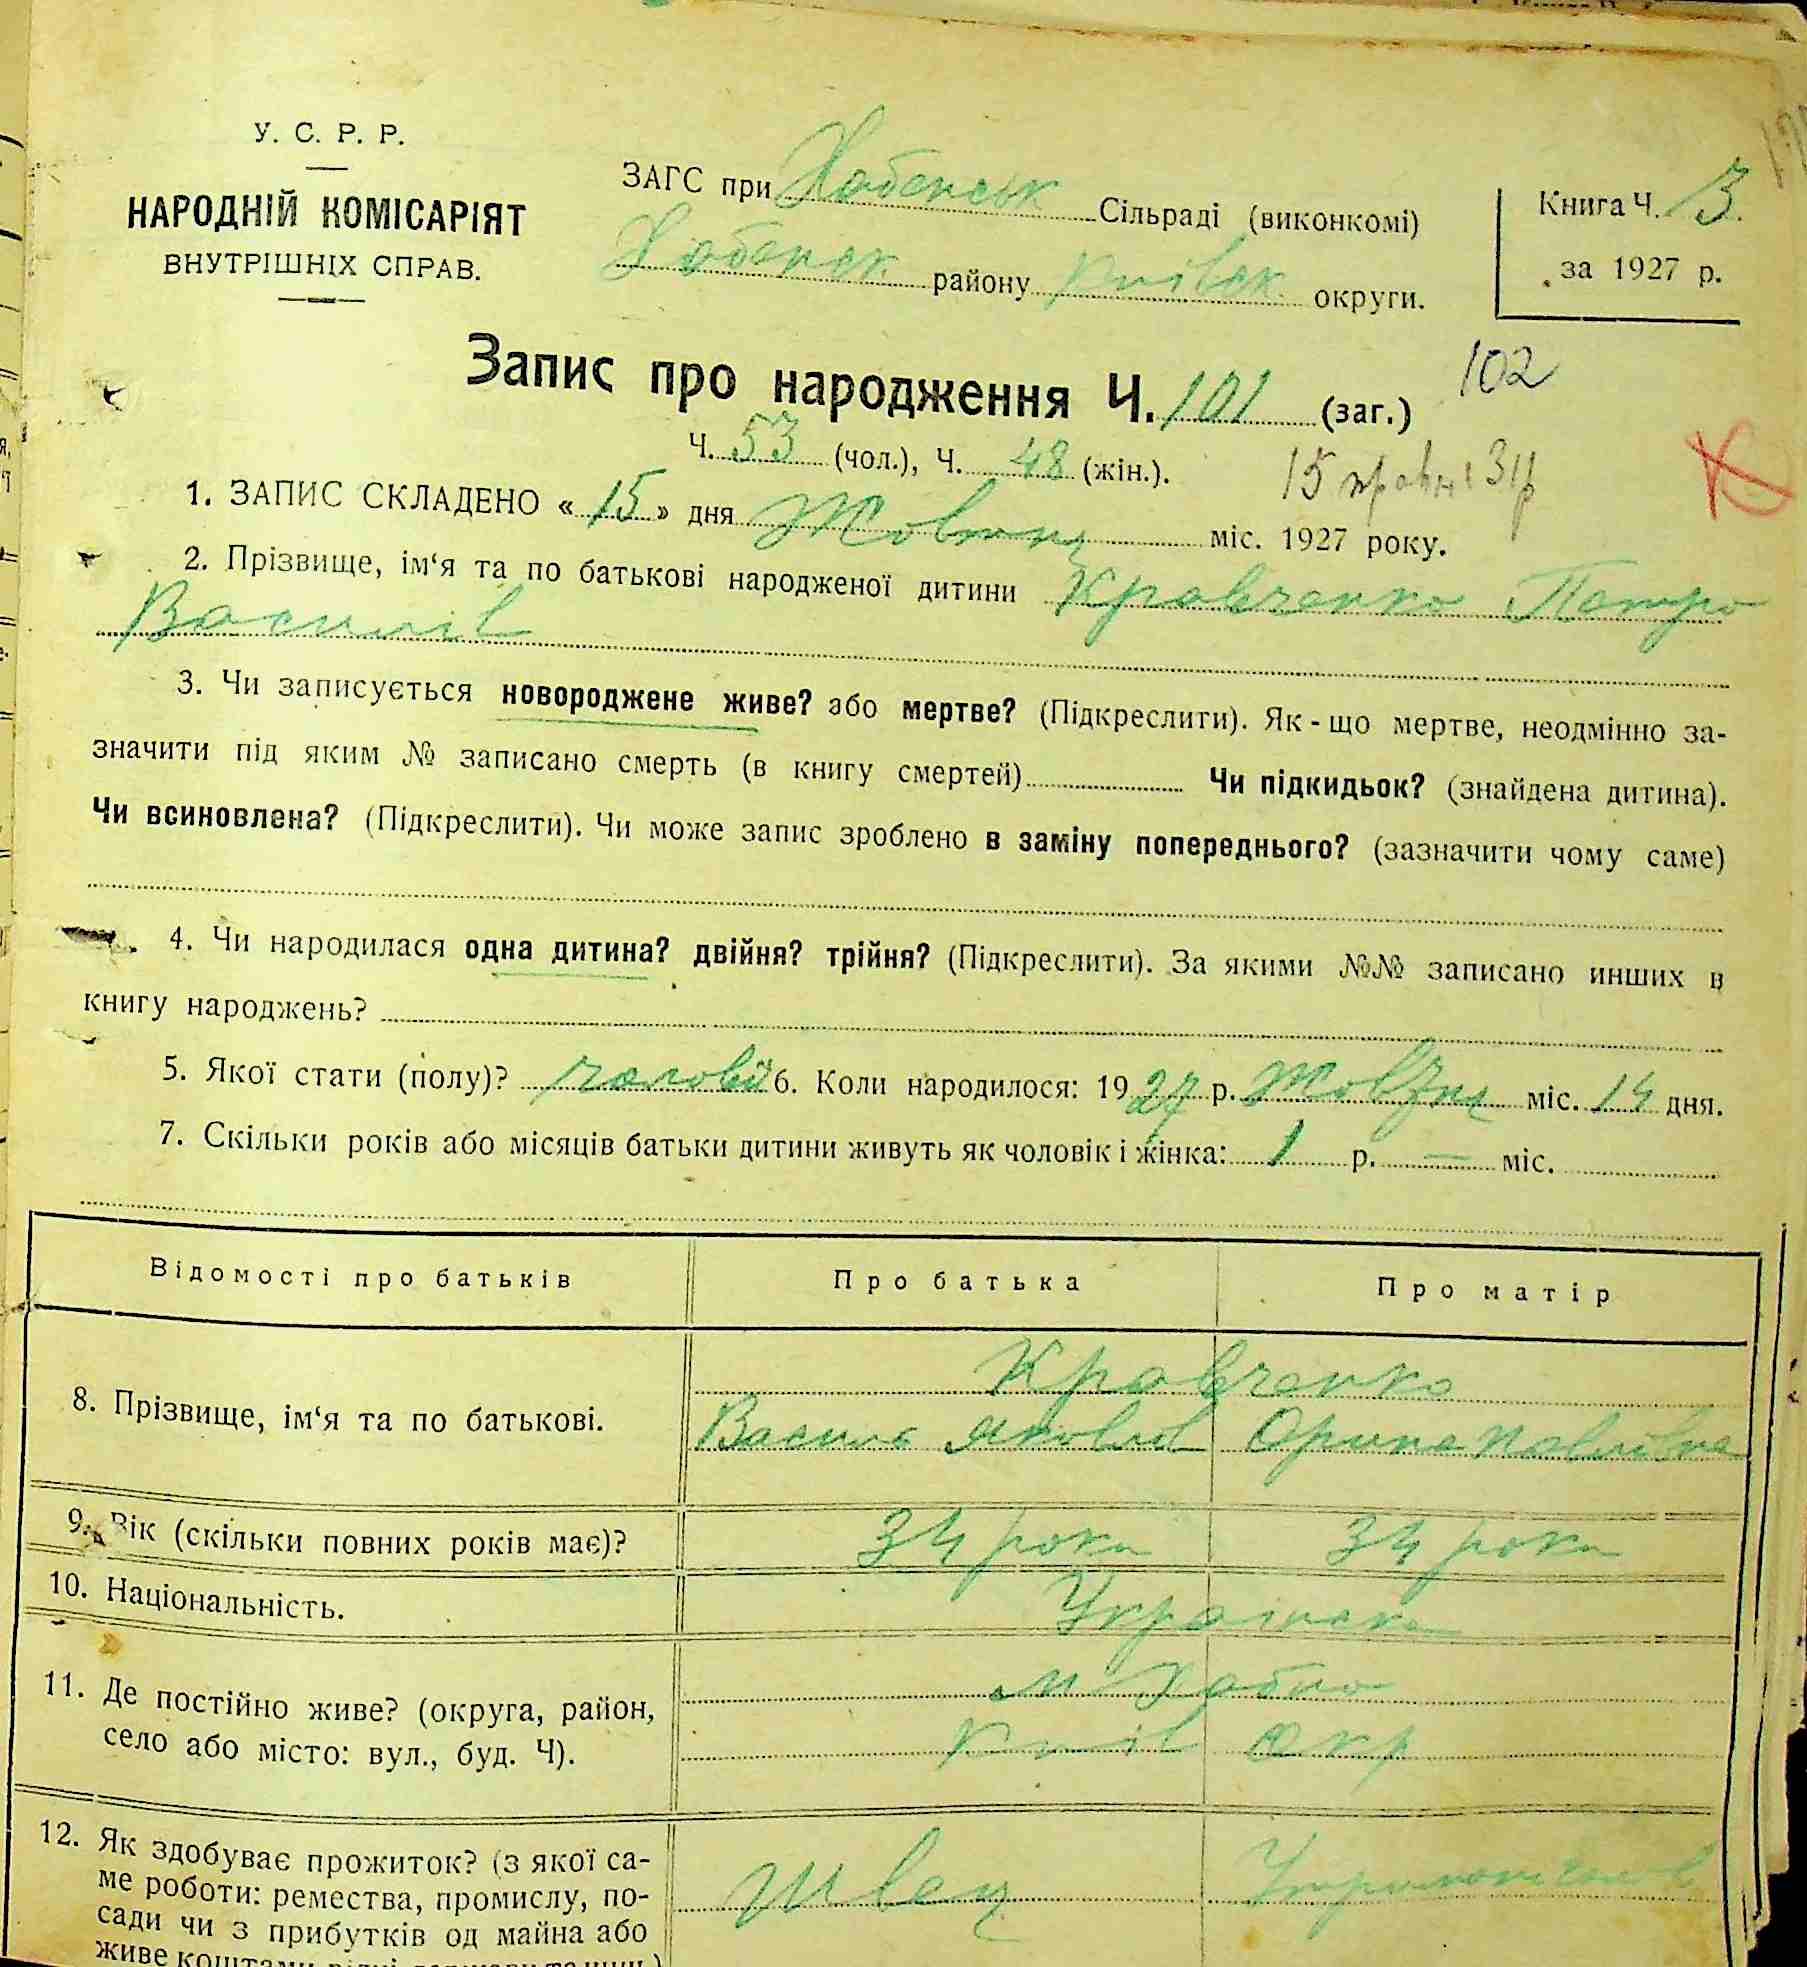 У. С. Р. Р.
НАРОДНІЙ КОМІСАРІЯТ
ВНУТРІШНІХ СПРАВ.
ЗАГС при Хабенськ Сільраді (виконкомі)
Хабенск району Київск округи.
Книга Ч. 3.
за 1927 р.
Запис про народження Ч. 101 (заг.) 102
Ч. 53 (чол.), Ч. 48 (жін.).
15 31р
1. ЗАПИС СКЛАДЕНО « 15 » дня Жовтня міс. 1927 року.
2. Прізвище, ім‘я та по батькові народженої дитини Кравченко Петро
Василів
3. Чи записується новороджене живе? або мертве? (Підкреслити). Як - що мертве, неодмінно за-
значити під яким № записано смерть (в книгу смертей) Чи підкидьок? (знайдена дитина).
Чи всиновлена? (Підкреслити). Чи може запис зроблено в заміну попереднього? (зазначити чому саме)
4. Чи народилася одна дитина? двійня? трійня? (Підкреслити). За якими №№ записано инших в
книгу народжень?
5. Якої стати (полу)? чоловіч 6. Коли народилося: 1927 р. Жовтня міс. 14 дня.
7. Скільки років або місяців батьки дитини живуть як чоловік і жінка: 1 р. — міс.
Відомості про батьків Про батька Про матір
8. Прізвище, ім‘я та по батькові.
Кравченко
Василь Яковлев Орина Павлівна
9. Вік (скільки повних років має)? 34 роки 34 роки
10. Національність. Українска
11. Де постійно живе? (округа, район,
село або місто: вул., буд. Ч).
м Хабно
Київ Окр
12. Як здобуває прожиток? (з якої са-
ме роботи: ремества, промислу, по-
сади чи з прибутків од майна або
живе коштами
Швец